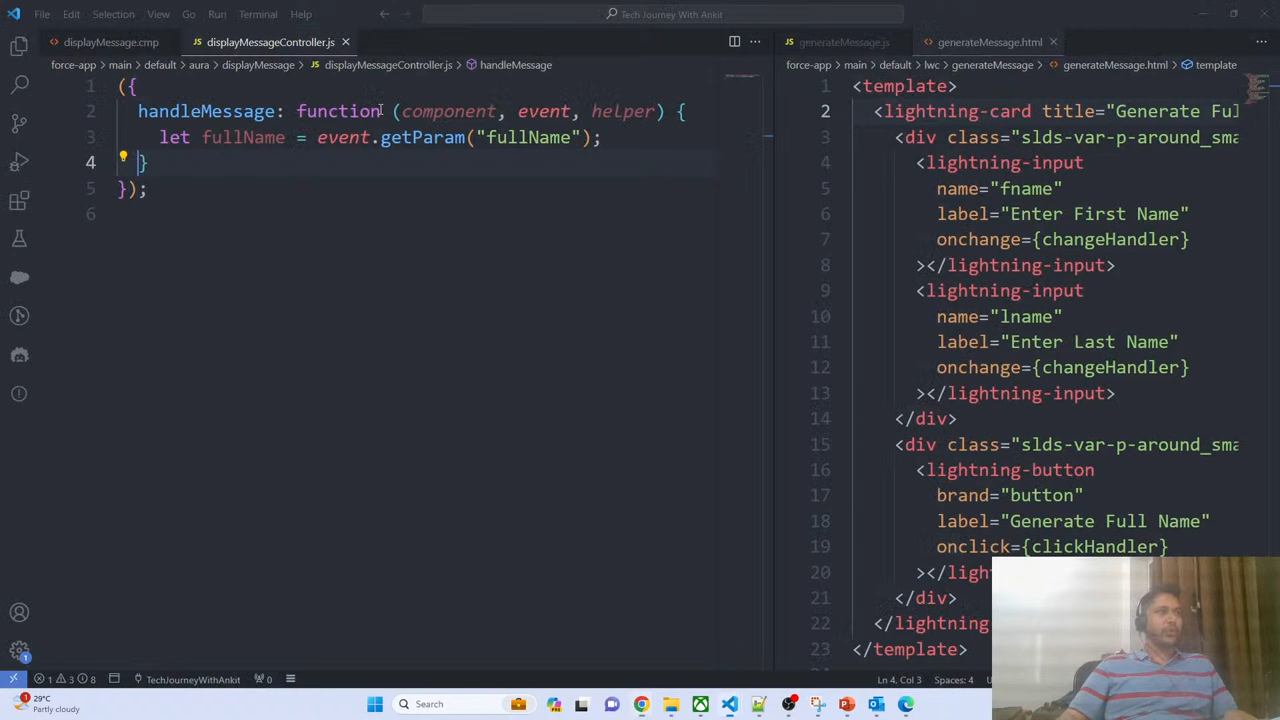 File Edit Selection View Go Run Terminal Help
Tech Journey With Ankit
displayMessage.cmp displayMessageController.js
force-app > main > default > aura > displayMessage > displayMessageController.js > handleMessage
1 ({
2 handleMessage: function (component, event, helper) {
3 let fullName = event.getParam("fullName");
4 }
5 });
6
generateMessage.js generateMessage.html
force-app > main > default > lwc > generateMessage > generateMessage.html > template
1 <template>
2 <lightning-card title="Generate Ful
3 <div class="slds-var-p-around_sma
4 <lightning-input
5 name="fname"
6 label="Enter First Name"
7 onchange={changeHandler}
8 ></lightning-input>
9 <lightning-input
10 name="lname"
11 label="Enter Last Name"
12 onchange={changeHandler}
13 ></lightning-input>
14 </div>
15 <div class="slds-var-p-around_sma
16 <lightning-button
17 brand="button"
18 label="Generate Full Name"
19 onclick={clickHandler}
20 ></ligh
21 </div>
22 </lightning
23 </template>
1 3 8 TechJourneyWithAnkit 0
Ln 4, Col 3 Spaces: 4
29°C
Partly cloudy
Search